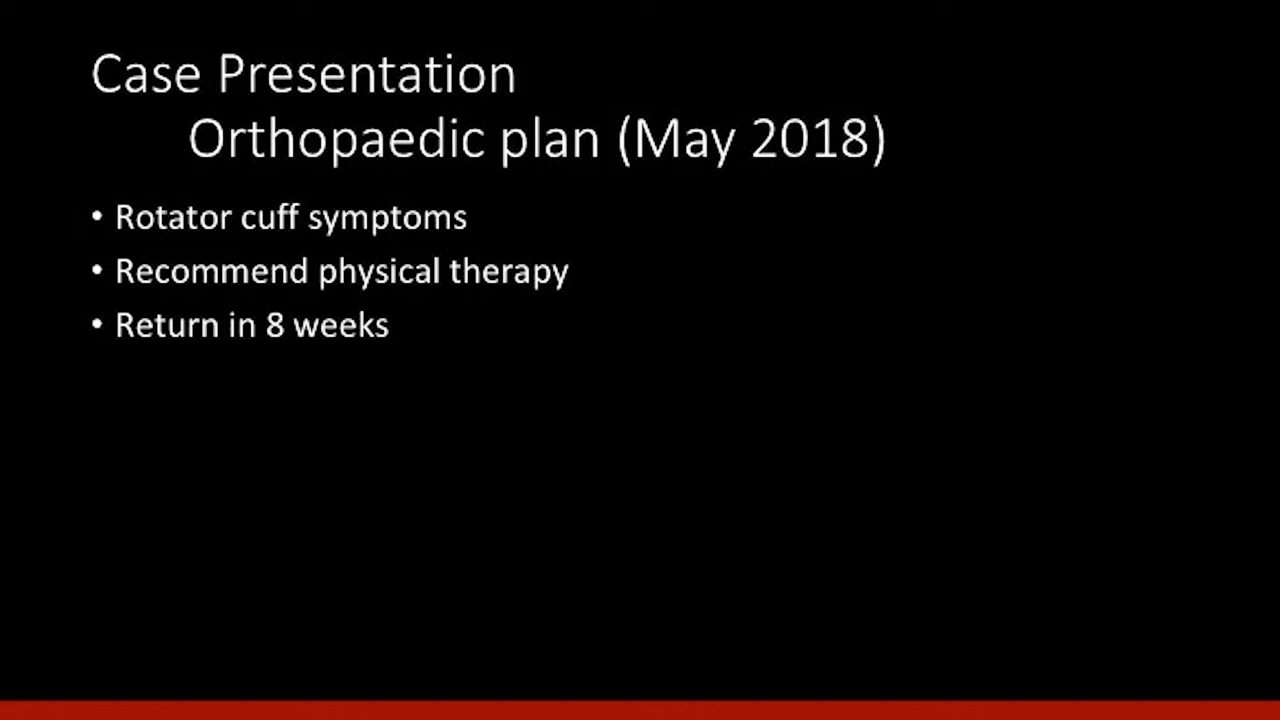 Case Presentation
Orthopaedic plan (May 2018)
• Rotator cuff symptoms
• Recommend physical therapy
• Return in 8 weeks